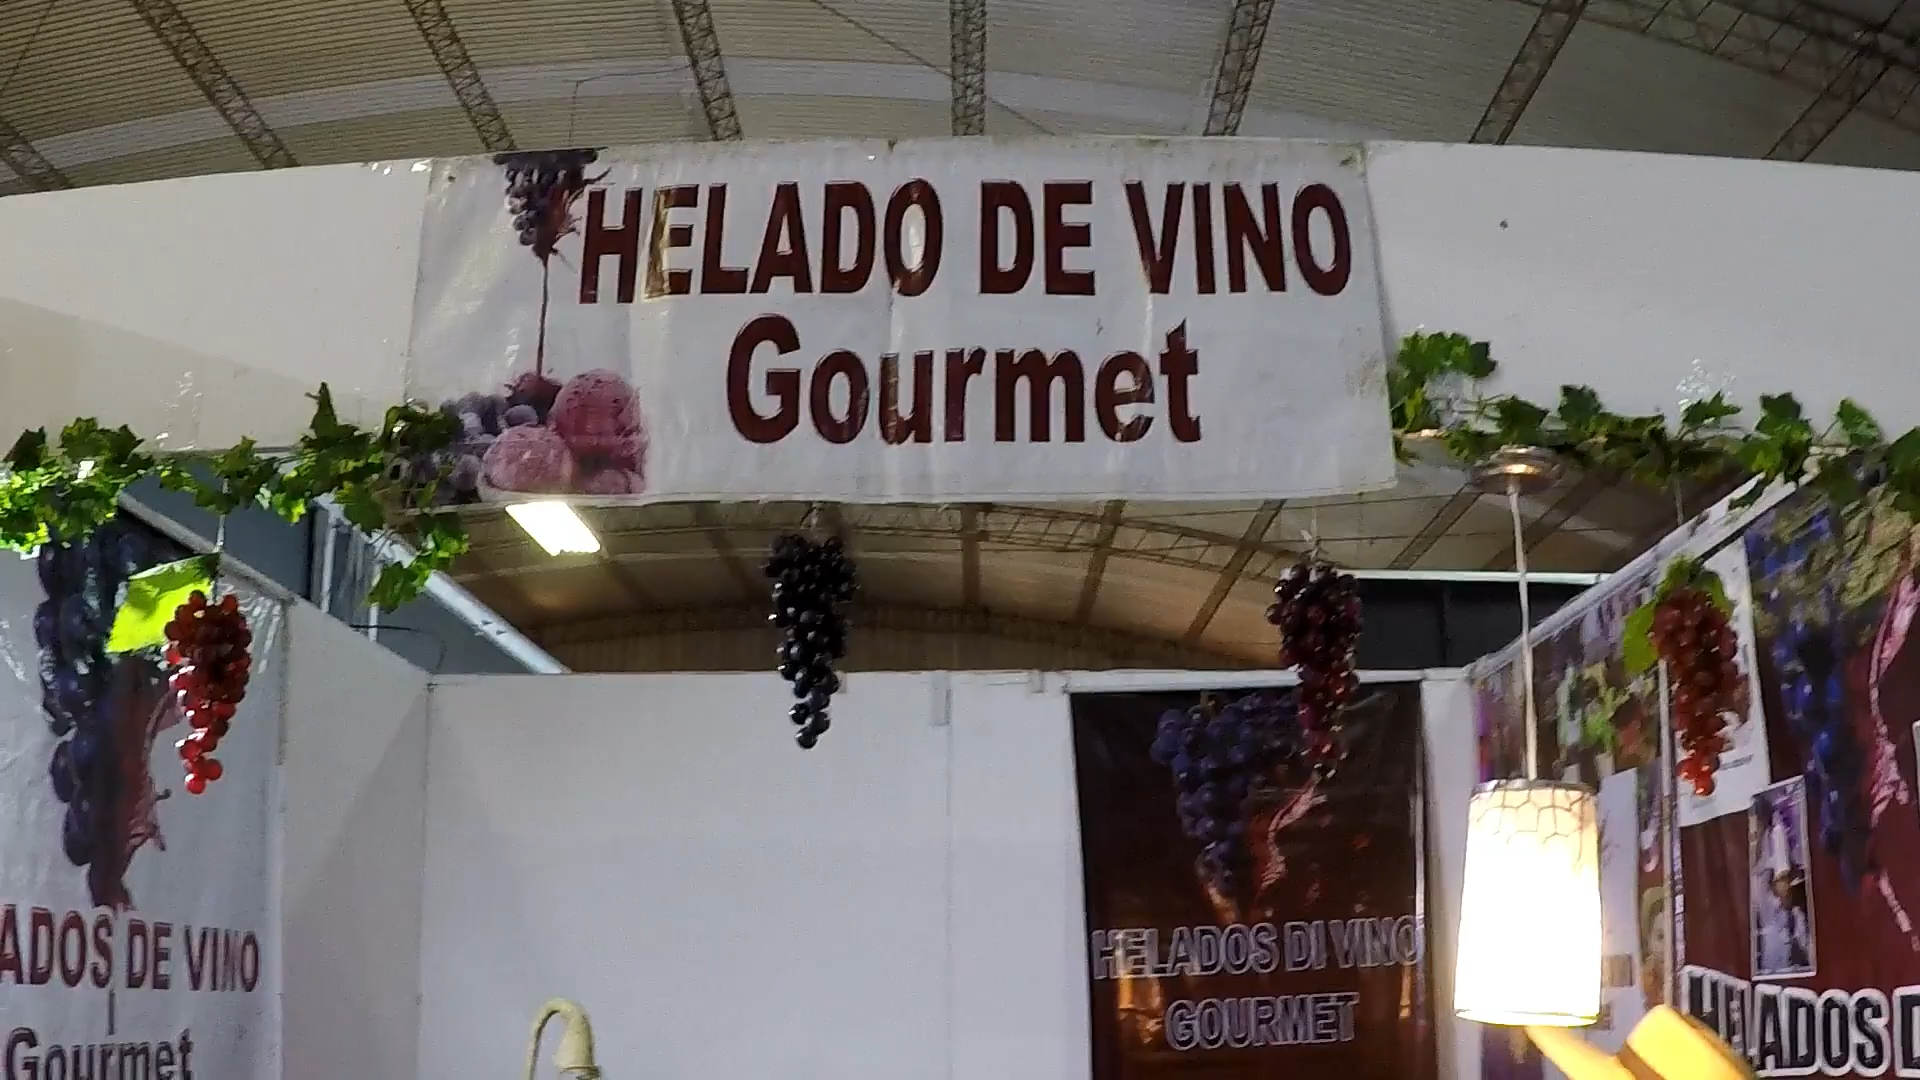 HELADO DE VINO
Gourmet
ADOS DE VINO
Gourmet
HELADOS DI VINO
GOURMET
HELADOS D